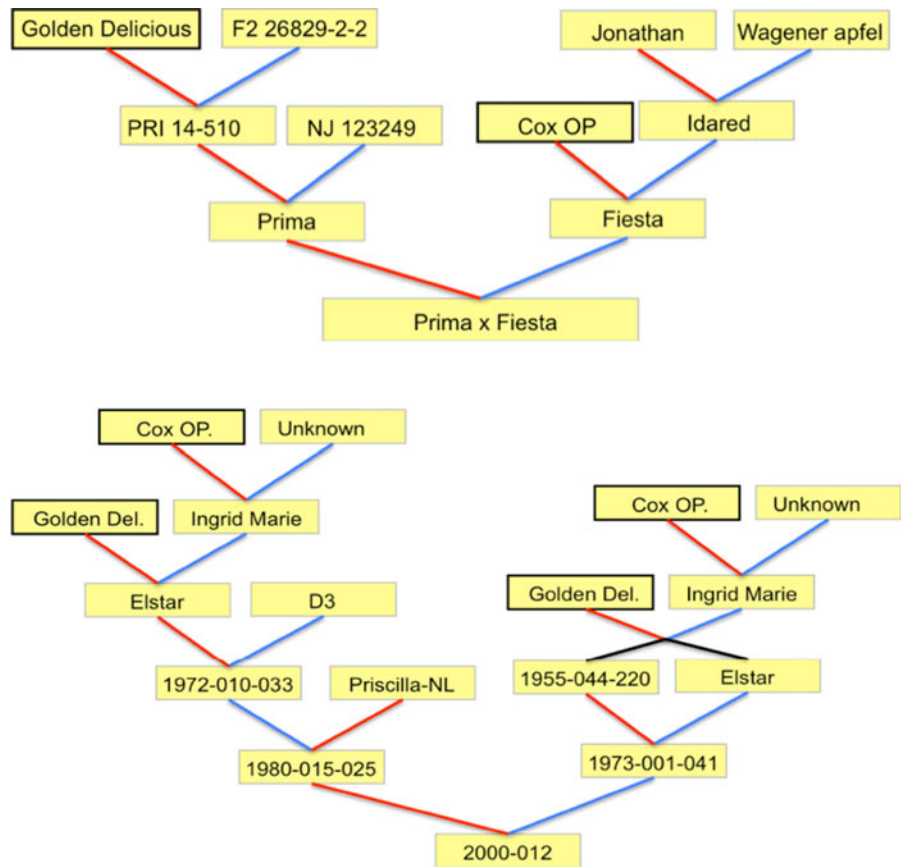 Golden Delicious
F2 26829-2-2
Jonathan
Wagener apfel
PRI 14-510
NJ 123249
Cox OP
Idared
Prima
Fiesta
Prima x Fiesta
Cox OP.
Unknown
Golden Del.
Ingrid Marie
Cox OP.
Unknown
Elstar
D3
Golden Del.
Ingrid Marie
1972-010-033
Priscilla-NL
1955-044-220
Elstar
1980-015-025
1973-001-041
2000-012